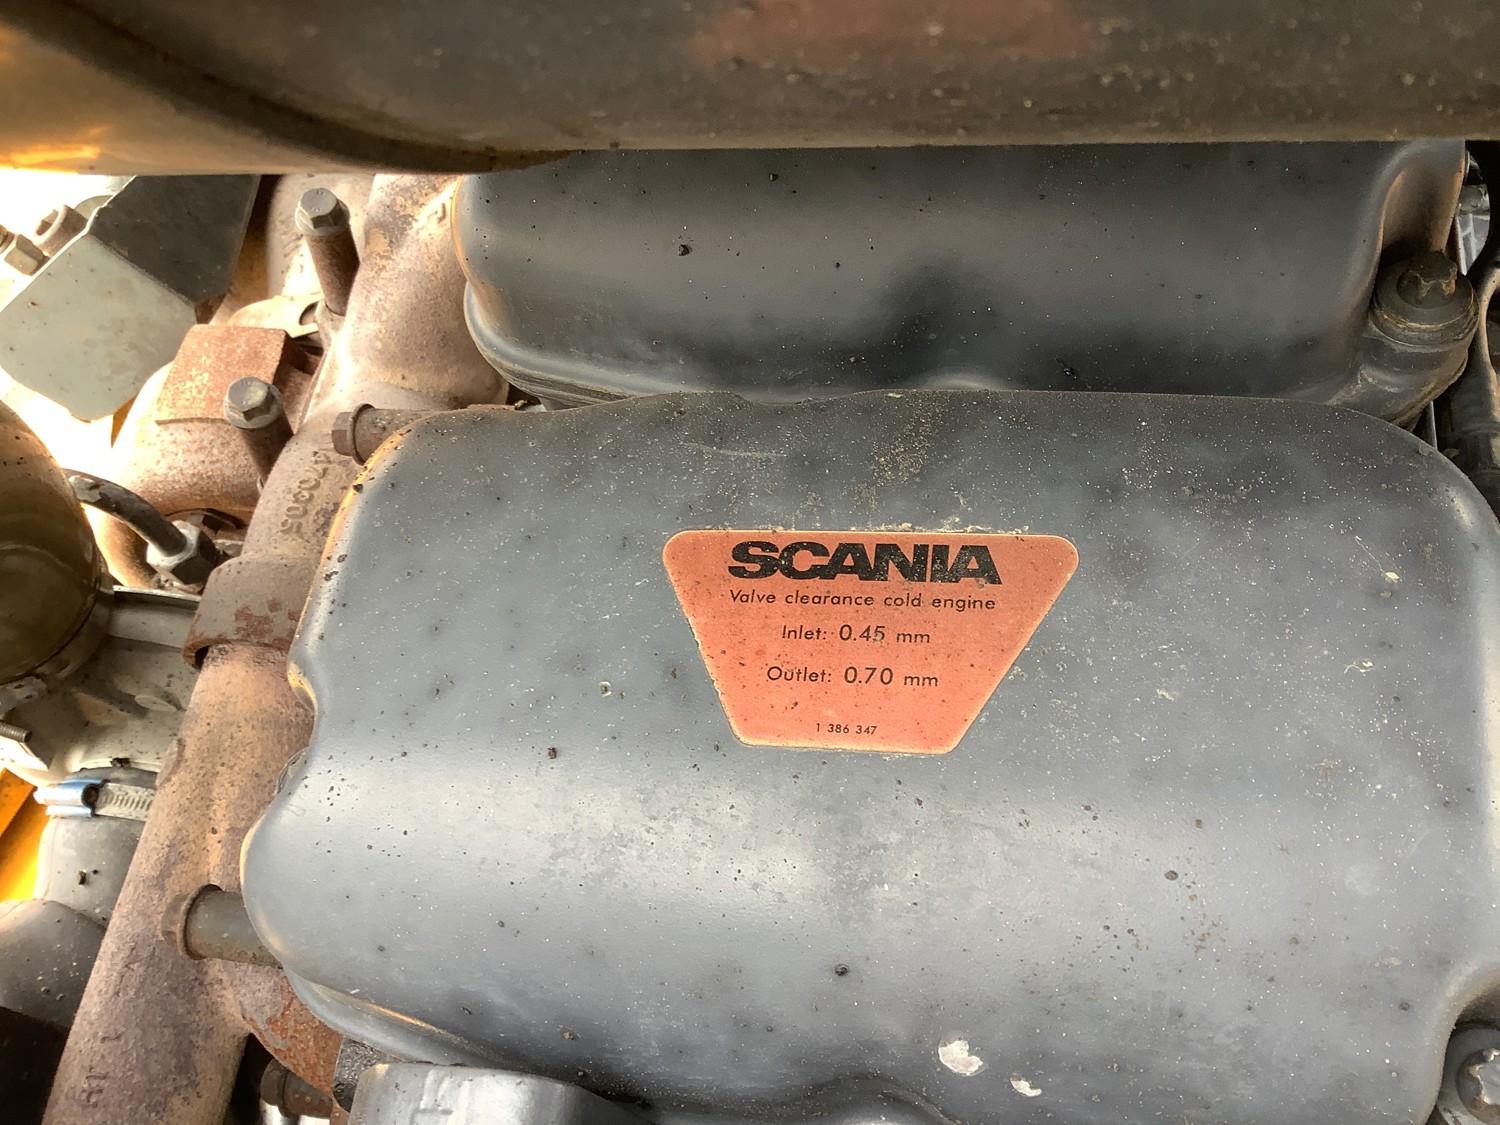 SCANIA
Valve clearance cold engine
Inlet: 0.45 mm
Outlet: 0.70 mm
1 386 347